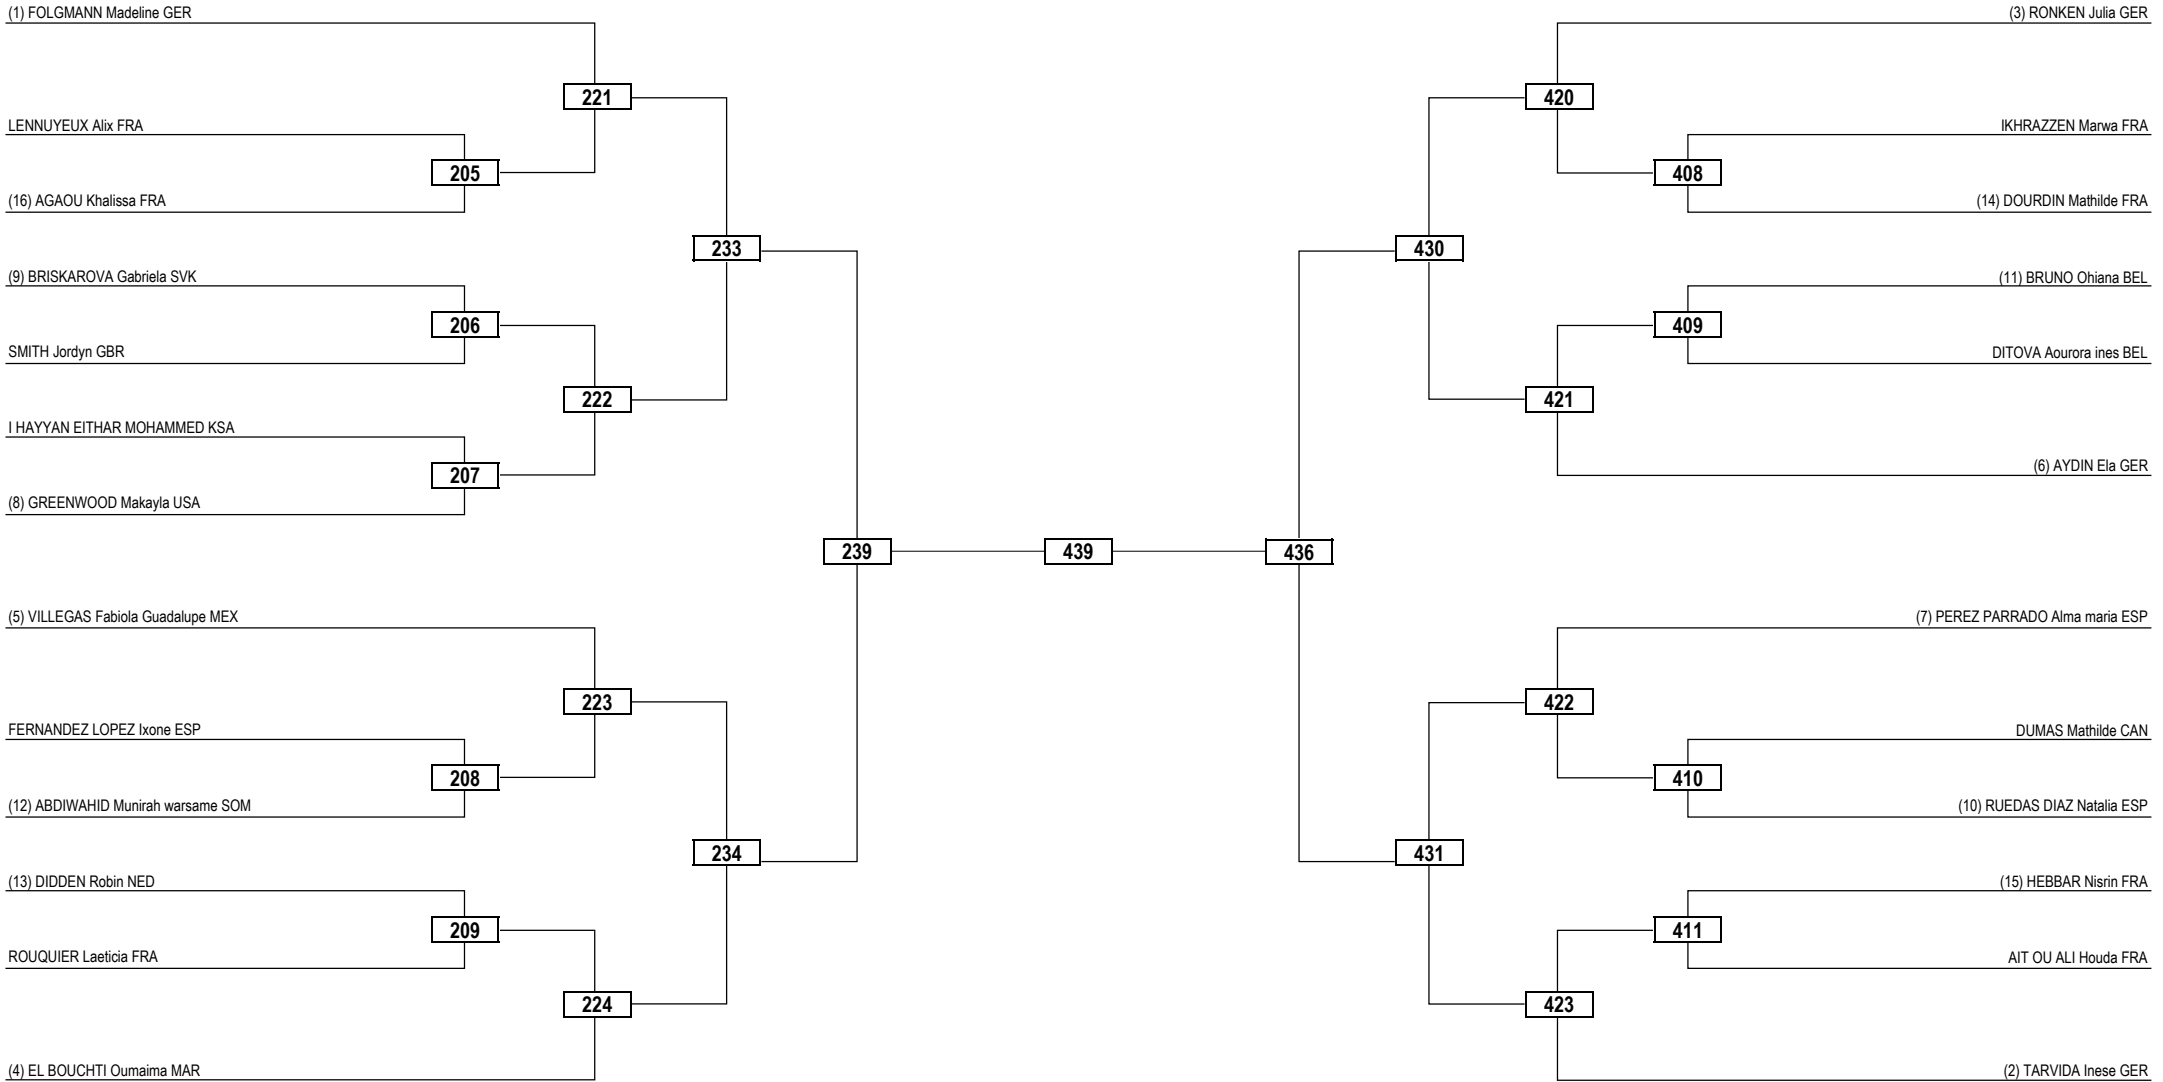 (1) FOLGMANN Madeline GER
221
LENNUYEUX Alix FRA
205
(16) AGAOU Khalissa FRA
233
(9) BRISKAROVA Gabriela SVK
206
SMITH Jordyn GBR
222
I HAYYAN EITHAR MOHAMMED KSA
207
(8) GREENWOOD Makayla USA
239
(5) VILLEGAS Fabiola Guadalupe MEX
223
FERNANDEZ LOPEZ Ixone ESP
208
(12) ABDIWAHID Munirah warsame SOM
234
(13) DIDDEN Robin NED
209
ROUQUIER Laeticia FRA
224
(4) EL BOUCHTI Oumaima MAR
439
(3) RONKEN Julia GER
420
IKHRAZZEN Marwa FRA
408
(14) DOURDIN Mathilde FRA
430
(11) BRUNO Ohiana BEL
409
DITOVA Aourora ines BEL
421
(6) AYDIN Ela GER
436
(7) PEREZ PARRADO Alma maria ESP
422
DUMAS Mathilde CAN
410
(10) RUEDAS DIAZ Natalia ESP
431
(15) HEBBAR Nisrin FRA
411
AIT OU ALI Houda FRA
423
(2) TARVIDA Inese GER